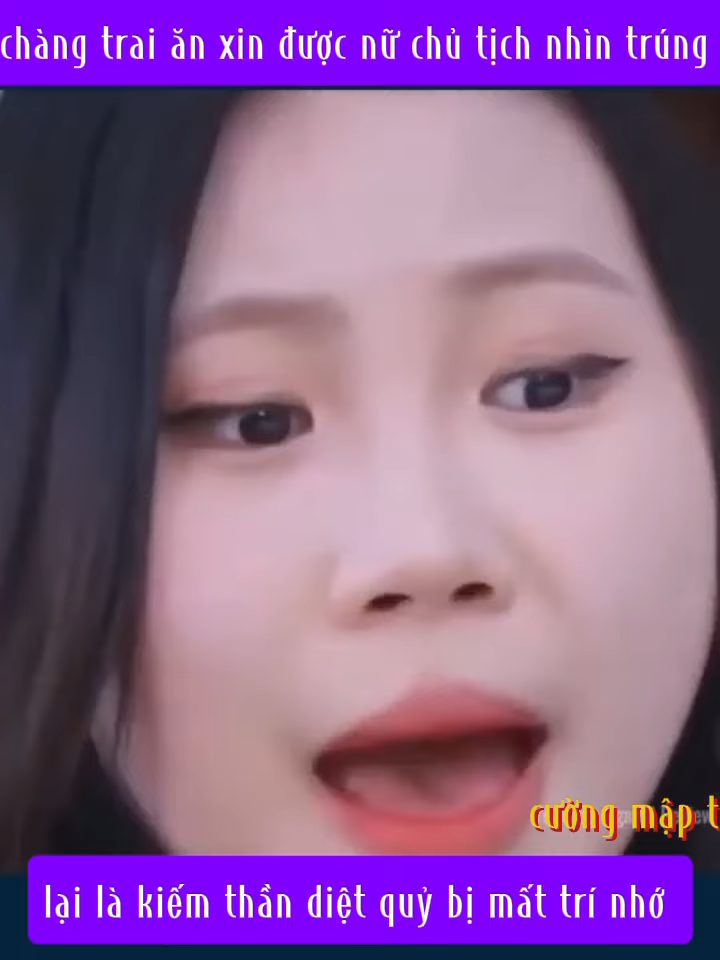 chàng trai ăn xin được nữ chủ tịch nhìn trúng
cường mập
lại là kiếm thần diệt quỷ bị mất trí nhớ